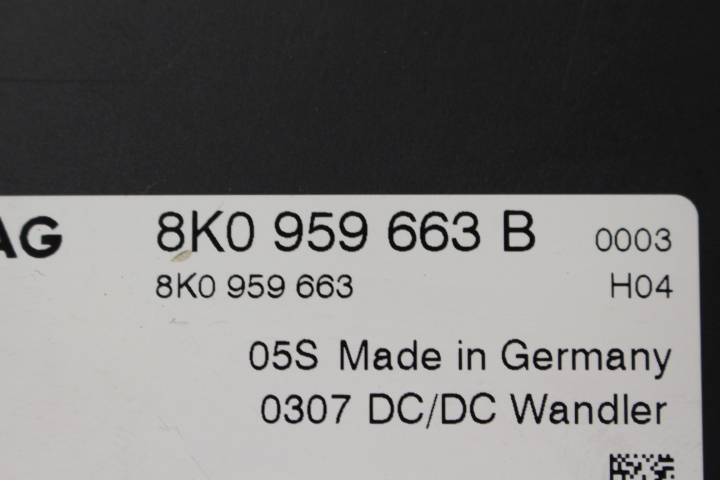 AG 8K0 959 663 B 0003
8K0 959 663 H04
05S Made in Germany
0307 DC/DC Wandler